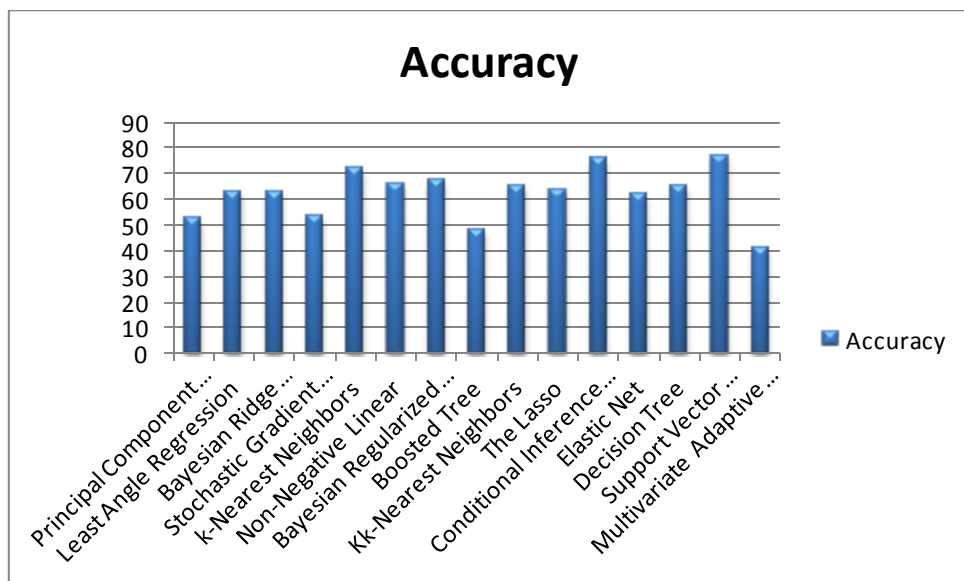 Accuracy
90
80
70
60
50
40
30
20
10
0
Principal Component...
Least Angle Regression
Bayesian Ridge...
Stochastic Gradient...
k-Nearest Neighbors
Non-Negative Linear
Bayesian Regularized...
Boosted Tree
Kk-Nearest Neighbors
The Lasso
Conditional Inference...
Elastic Net
Decision Tree
Support Vector...
Multivariate Adaptive...
Accuracy